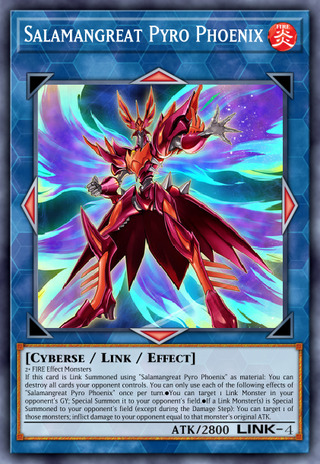 Salamangreat Pyro Phoenix
FIRE
炎
[Cyberse / Link / Effect]
2+ FIRE Effect Monsters
If this card is Link Summoned using "Salamangreat Pyro Phoenix" as material: You can
destroy all cards your opponent controls. You can only use each of the following effects of
"Salamangreat Pyro Phoenix" once per turn.●You can target 1 Link Monster in your
opponent's GY; Special Summon it to your opponent's field.●If a Link Monster(s) is Special
Summoned to your opponent's field (except during the Damage Step): You can target 1 of
those monsters; inflict damage to your opponent equal to that monster's original ATK.
ATK/2800 LINK-4